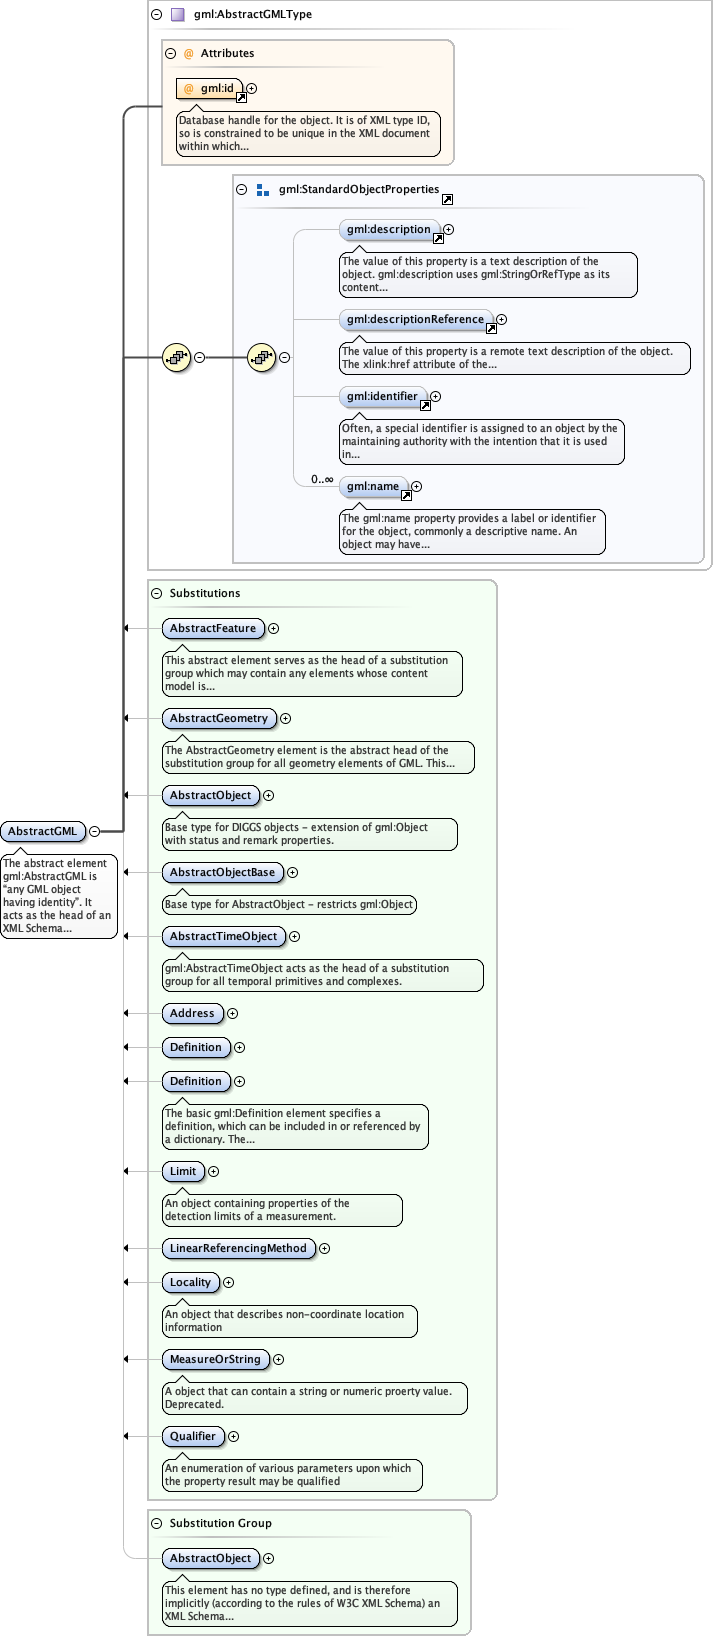 gml:AbstractGMLType
@ Attributes
@ gml:id
Database handle for the object. It is of XML type ID,
so is constrained to be unique in the XML document
within which...
gml:StandardObjectProperties
gml:description
The value of this property is a text description of the
object. gml:description uses gml:StringOrRefType as its
content...
gml:descriptionReference
The value of this property is a remote text description of the object.
The xlink:href attribute of the...
gml:identifier
Often, a special identifier is assigned to an object by the
maintaining authority with the intention that it is used
in...
0..∞
gml:name
The gml:name property provides a label or identifier
for the object, commonly a descriptive name. An
object may have...
Substitutions
AbstractFeature
This abstract element serves as the head of a substitution
group which may contain any elements whose content
model is...
AbstractGeometry
The AbstractGeometry element is the abstract head of the
substitution group for all geometry elements of GML. This...
AbstractObject
Base type for DIGGS objects - extension of gml:Object
with status and remark properties.
AbstractGML
The abstract element
gml:AbstractGML is
"any GML object
having identity". It
acts as the head of an
XML Schema...
AbstractObjectBase
Base type for AbstractObject - restricts gml:Object
AbstractTimeObject
gml:AbstractTimeObject acts as the head of a substitution
group for all temporal primitives and complexes.
Address
Definition
Definition
The basic gml:Definition element specifies a
definition, which can be included in or referenced by
a dictionary. The...
Limit
An object containing properties of the
detection limits of a measurement.
LinearReferencingMethod
Locality
An object that describes non-coordinate location
information
MeasureOrString
A object that can contain a string or numeric proerty value.
Deprecated.
Qualifier
An enumeration of various parameters upon which
the property result may be qualified
Substitution Group
AbstractObject
This element has no type defined, and is therefore
implicitly (according to the rules of W3C XML Schema) an
XML Schema...